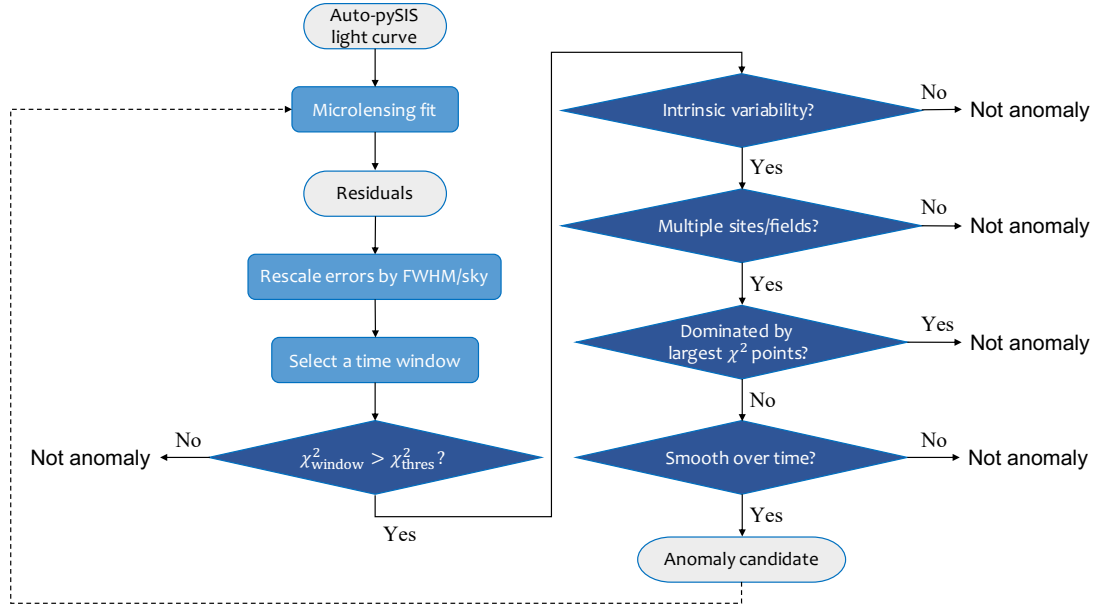 Auto-pySIS
light curve
Microlensing fit
Residuals
Rescale errors by FWHM/sky
Select a time window
χ²window > χ²thres?
No
Not anomaly
Yes
Intrinsic variability?
No
Not anomaly
Yes
Multiple sites/fields?
No
Not anomaly
Yes
Dominated by
largest χ² points?
Yes
Not anomaly
No
Smooth over time?
No
Not anomaly
Yes
Anomaly candidate